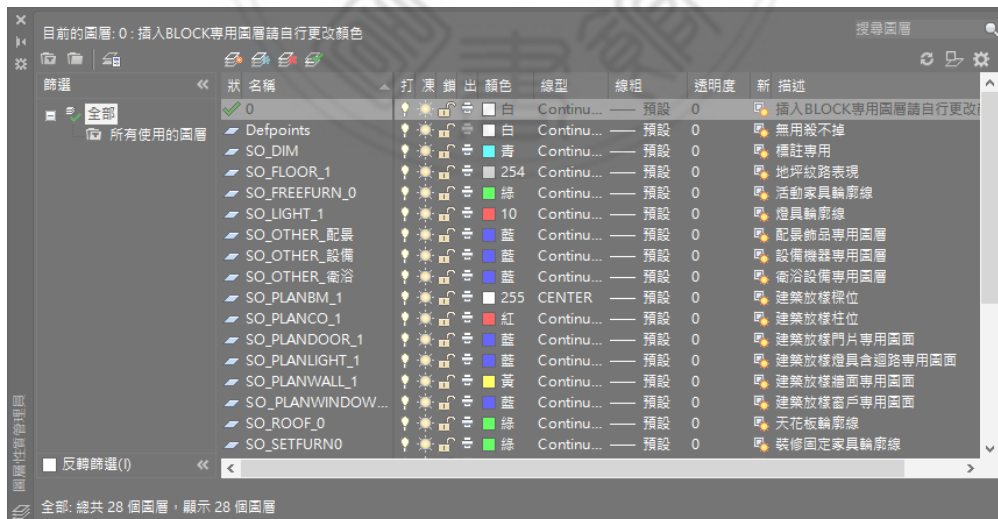 目前的圖層: 0 : 插入BLOCK專用圖層請自行更改顏色
搜尋圖層
篩選 «
狀 名稱 打 凍 鎖 出 顏色 線型 線粗 透明度 新 描述
全部
所有使用的圖層
0 白 Continu... 預設 0 插入BLOCK專用圖層請自行更改
Defpoints 白 Continu... 預設 0 無用殺不掉
SO_DIM 青 Continu... 預設 0 標註專用
SO_FLOOR_1 254 Continu... 預設 0 地坪紋路表現
SO_FREEFURN_0 綠 Continu... 預設 0 活動家具輪廓線
SO_LIGHT_1 10 Continu... 預設 0 燈具輪廓線
SO_OTHER_配景 藍 Continu... 預設 0 配景飾品專用圖層
SO_OTHER_設備 藍 Continu... 預設 0 設備機器專用圖層
SO_OTHER_衛浴 藍 Continu... 預設 0 衛浴設備專用圖層
SO_PLANBM_1 255 CENTER 預設 0 建築放樣樑位
SO_PLANCO_1 紅 Continu... 預設 0 建築放樣柱位
SO_PLANDOOR_1 藍 Continu... 預設 0 建築放樣門片專用圖面
SO_PLANLIGHT_1 藍 Continu... 預設 0 建築放樣燈具含迴路專用圖面
SO_PLANWALL_1 黃 Continu... 預設 0 建築放樣牆面專用圖面
SO_PLANWINDOW... 藍 Continu... 預設 0 建築放樣窗戶專用圖面
SO_ROOF_0 綠 Continu... 預設 0 天花板輪廓線
SO_SETFURN0 綠 Continu... 預設 0 裝修固定家具輪廓線
反轉篩選(I) «
圖層性質管理員
全部: 總共 28 個圖層,顯示 28 個圖層